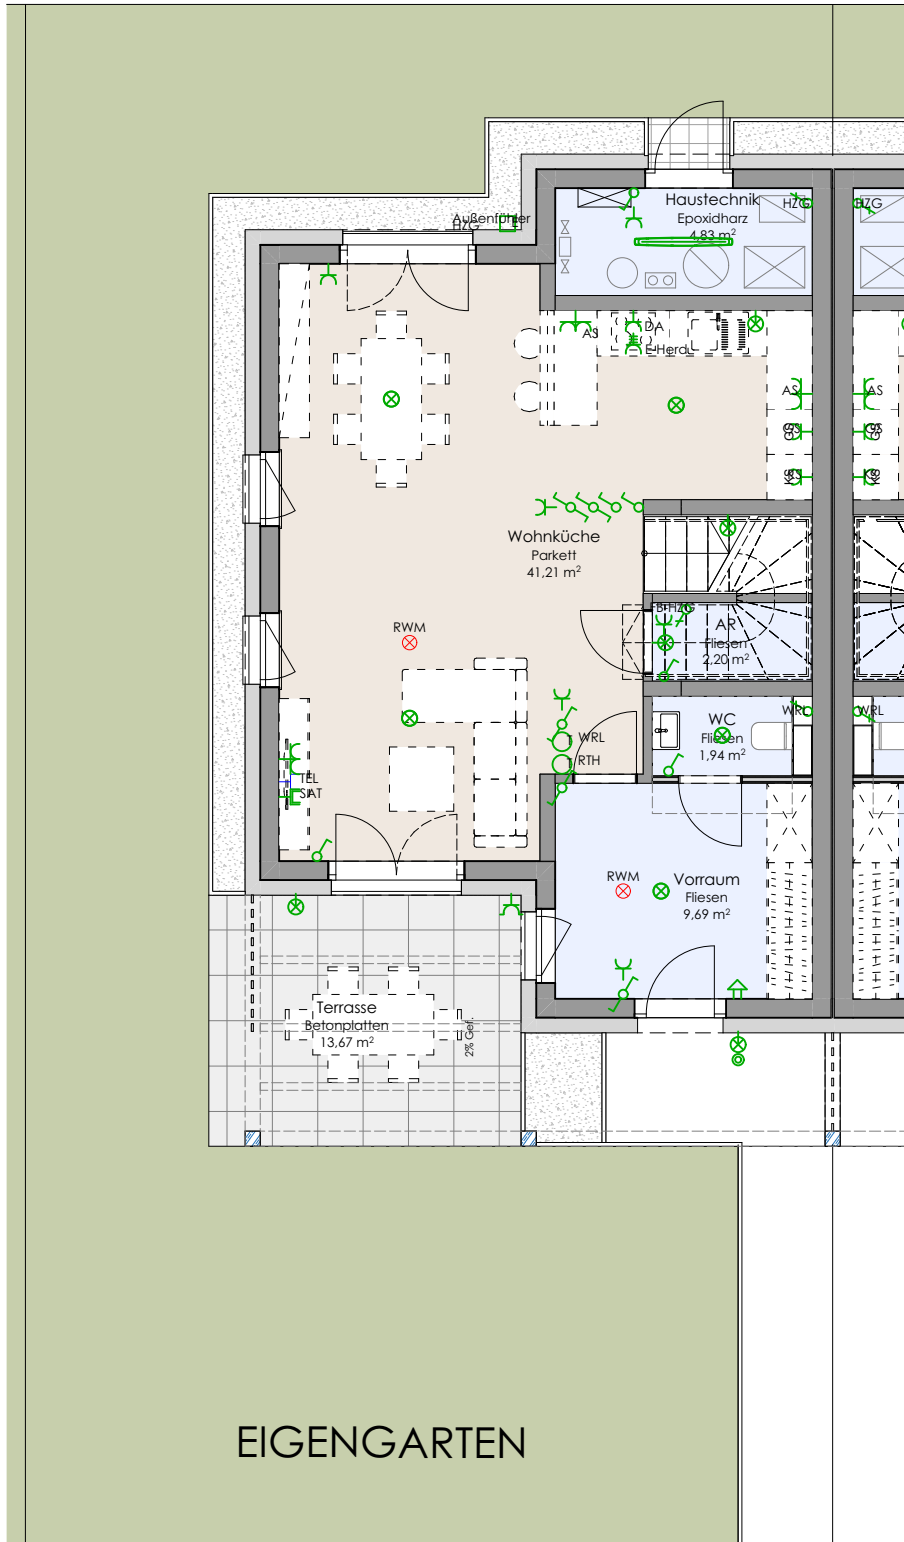 Haustechnik
Epoxidharz
4,83 m²
HZG
HZG
Außenfühler
HZG
AS
DA
E-Herd
AS
AS
GS
GS
KS
KS
Wohnküche
Parkett
41,21 m²
FB-HZG
AR
Fliesen
2,20 m²
RWM
WRL
RTH
WC
Fliesen
1,94 m²
WRL
WRL
TEL
SAT
RWM
Vorraum
Fliesen
9,69 m²
Terrasse
Betonplatten
13,67 m²
2% Gef.
EIGENGARTEN